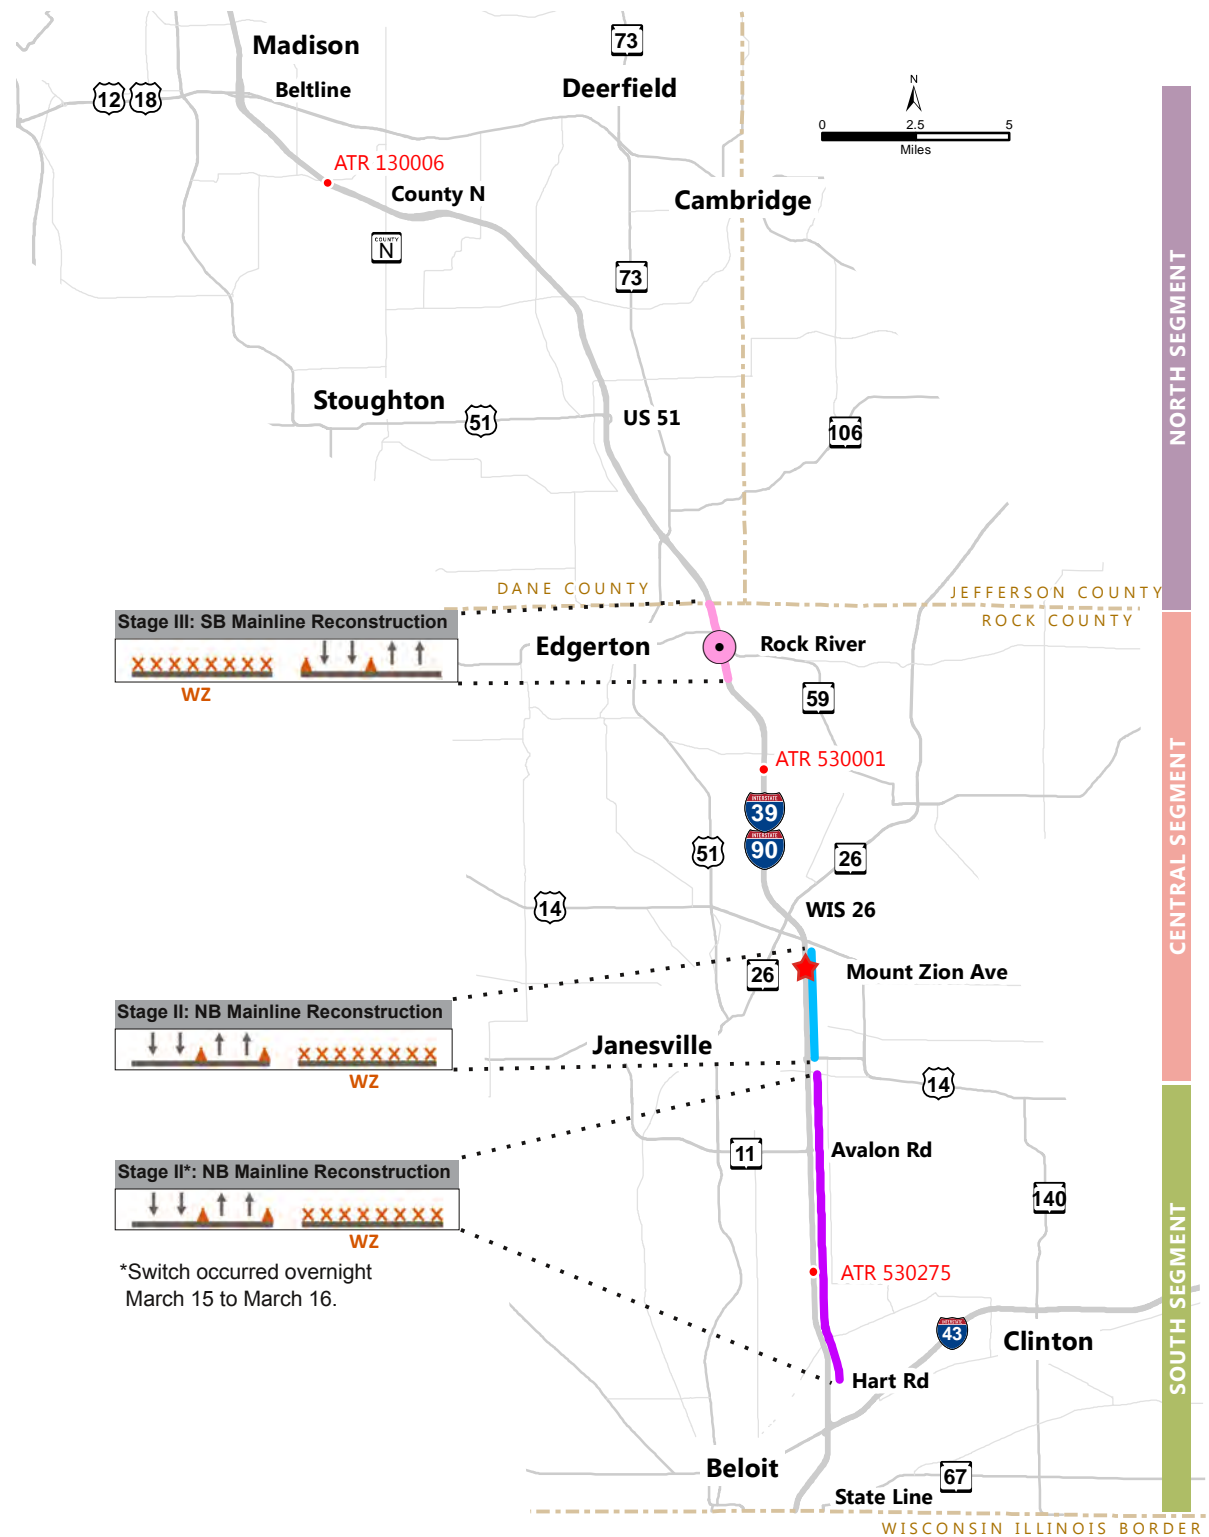 Madison
Beltline
73
Deerfield
12
18
N
0
2.5
5
Miles
ATR 130006
County N
COUNTY
N
Cambridge
73
NORTH SEGMENT
Stoughton
51
US 51
106
DANE COUNTY
JEFFERSON COUNTY
ROCK COUNTY
Stage III: SB Mainline Reconstruction
WZ
Edgerton
Rock River
59
ATR 530001
INTERSTATE
39
INTERSTATE
90
51
26
CENTRAL SEGMENT
14
WIS 26
26
Mount Zion Ave
Stage II: NB Mainline Reconstruction
WZ
Janesville
14
11
Avalon Rd
Stage II*: NB Mainline Reconstruction
WZ
140
*Switch occurred overnight
March 15 to March 16.
ATR 530275
SOUTH SEGMENT
INTERSTATE
43
Clinton
Hart Rd
Beloit
67
State Line
WISCONSIN ILLINOIS BORDER